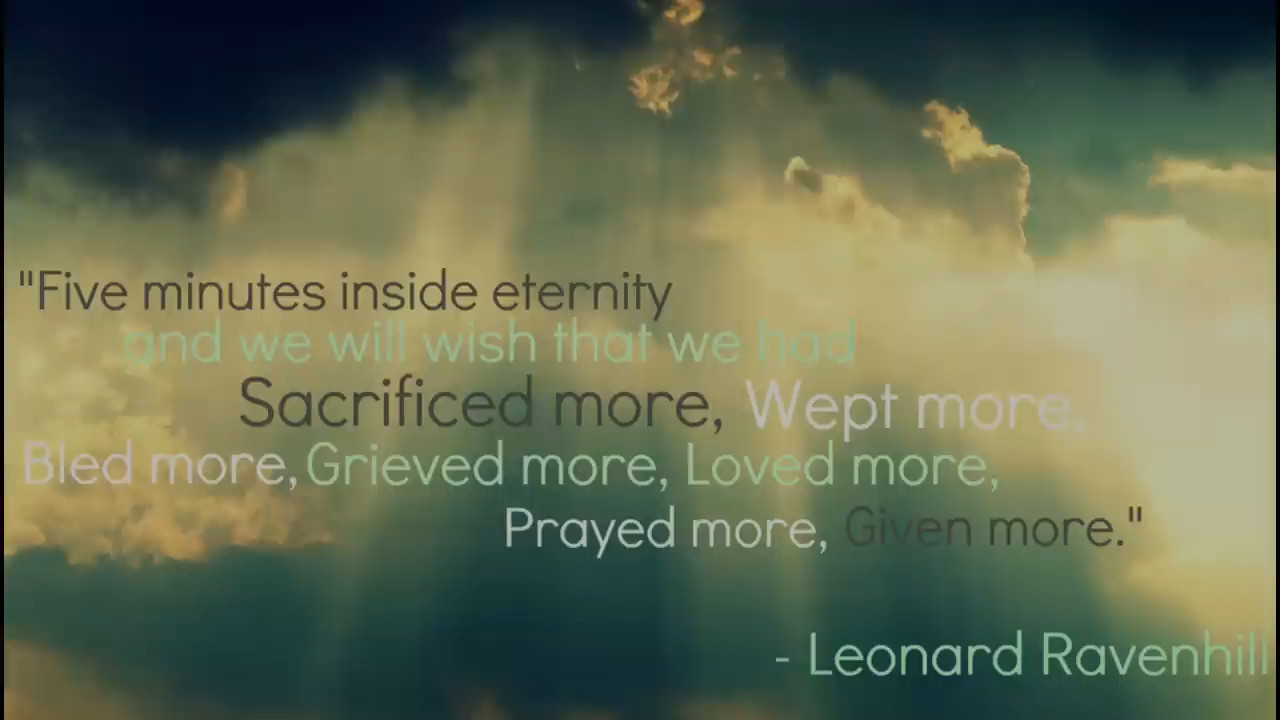 "Five minutes inside eternity
and we will wish that we had
Sacrificed more, Wept more,
Bled more, Grieved more, Loved more,
Prayed more, Given more."
- Leonard Ravenhill